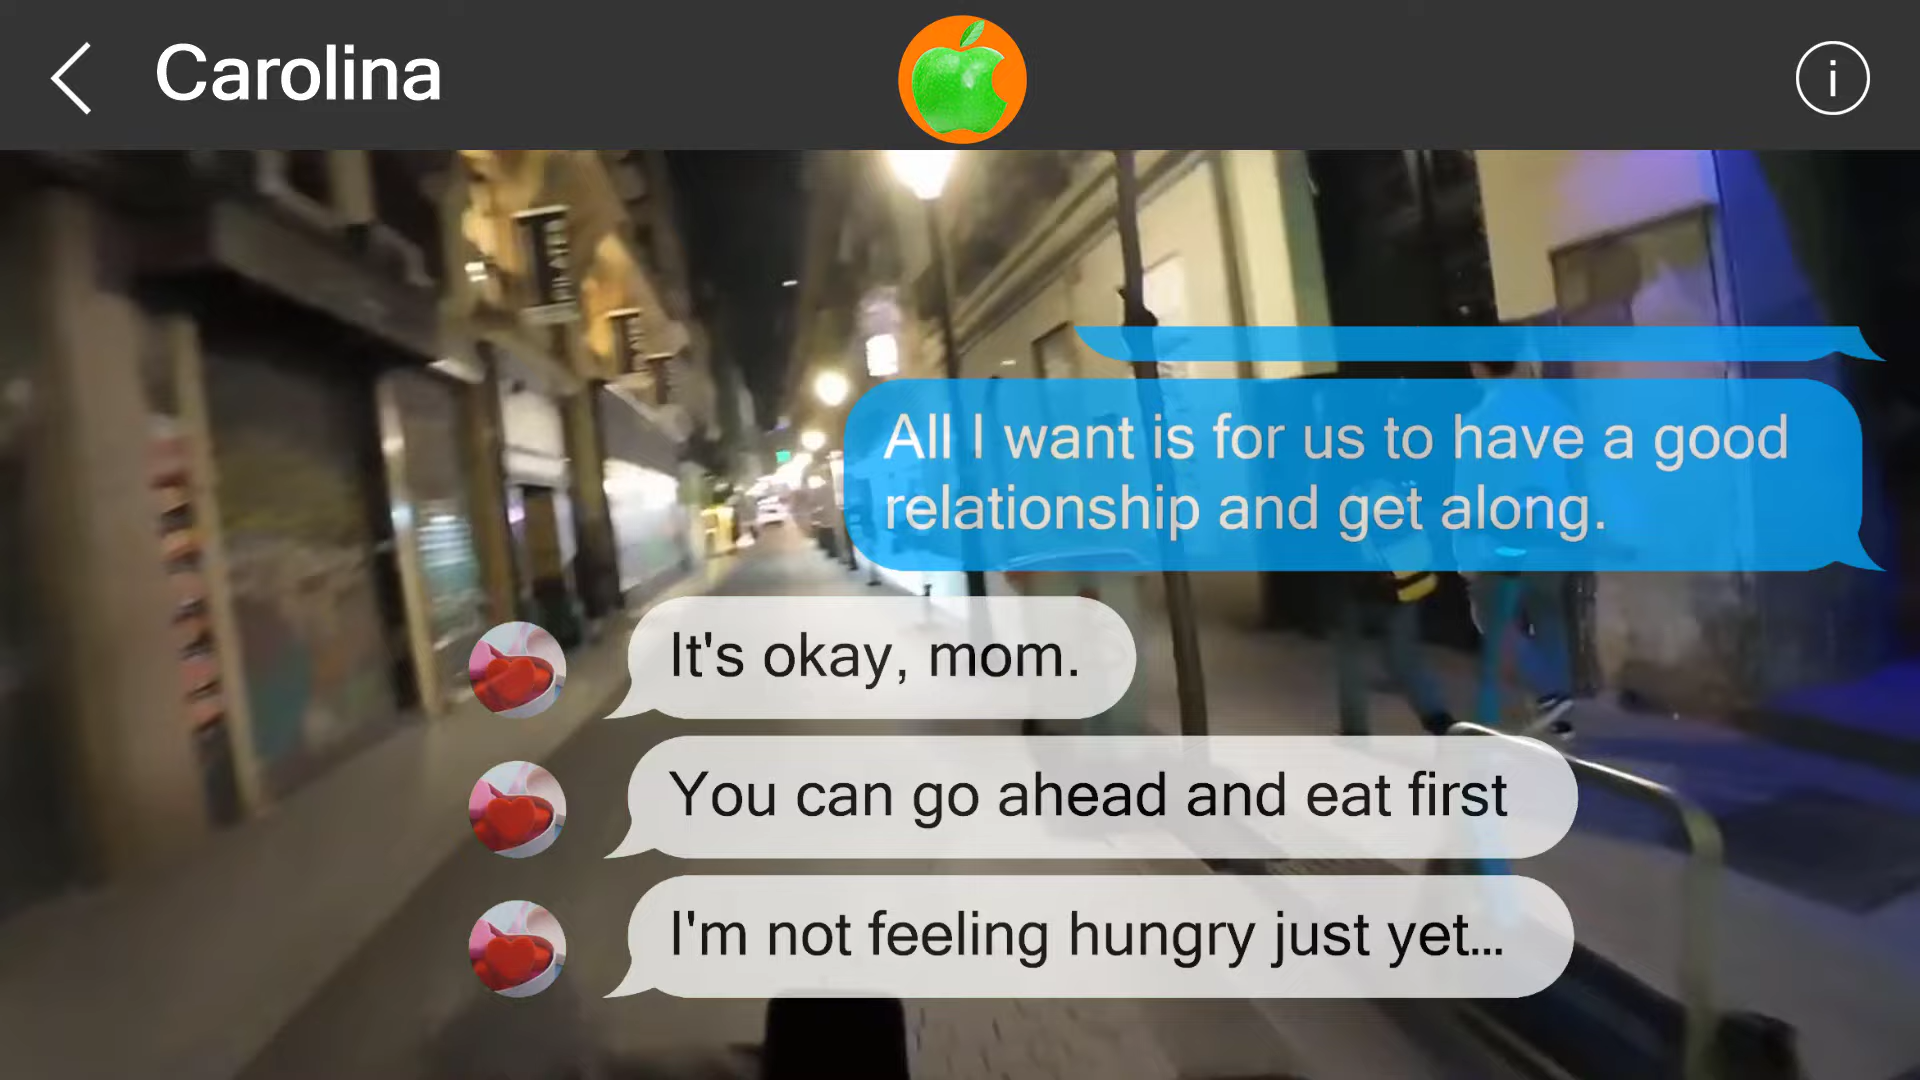 Carolina
i
All I want is for us to have a good
relationship and get along.
It's okay, mom.
You can go ahead and eat first
I'm not feeling hungry just yet...